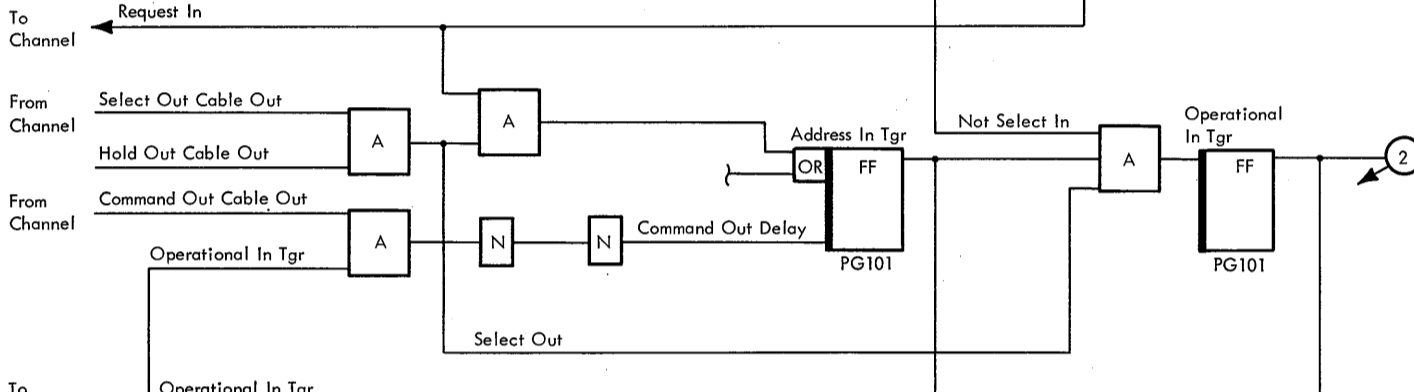 To
Channel
Request In
From
Channel
Select Out Cable Out
Hold Out Cable Out
A
A
Address In Tgr
OR
FF
PG101
Not Select In
A
Operational
In Tgr
FF
PG101
2
From
Channel
Command Out Cable Out
Operational In Tgr
A
N
N
Command Out Delay
Select Out
To
Operational In Tgr